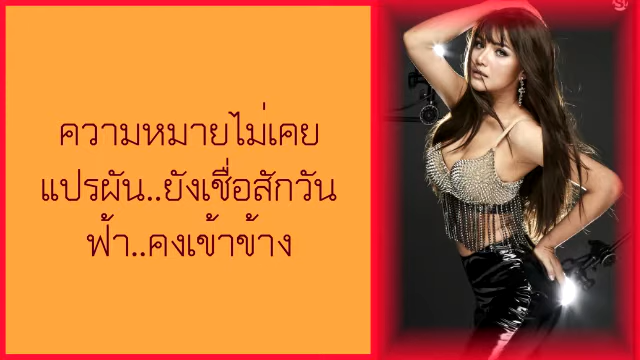 ความหมายไม่เคย
แปรผัน..ยังเชื่อสักวัน
ฟ้า..คงเข้าข้าง